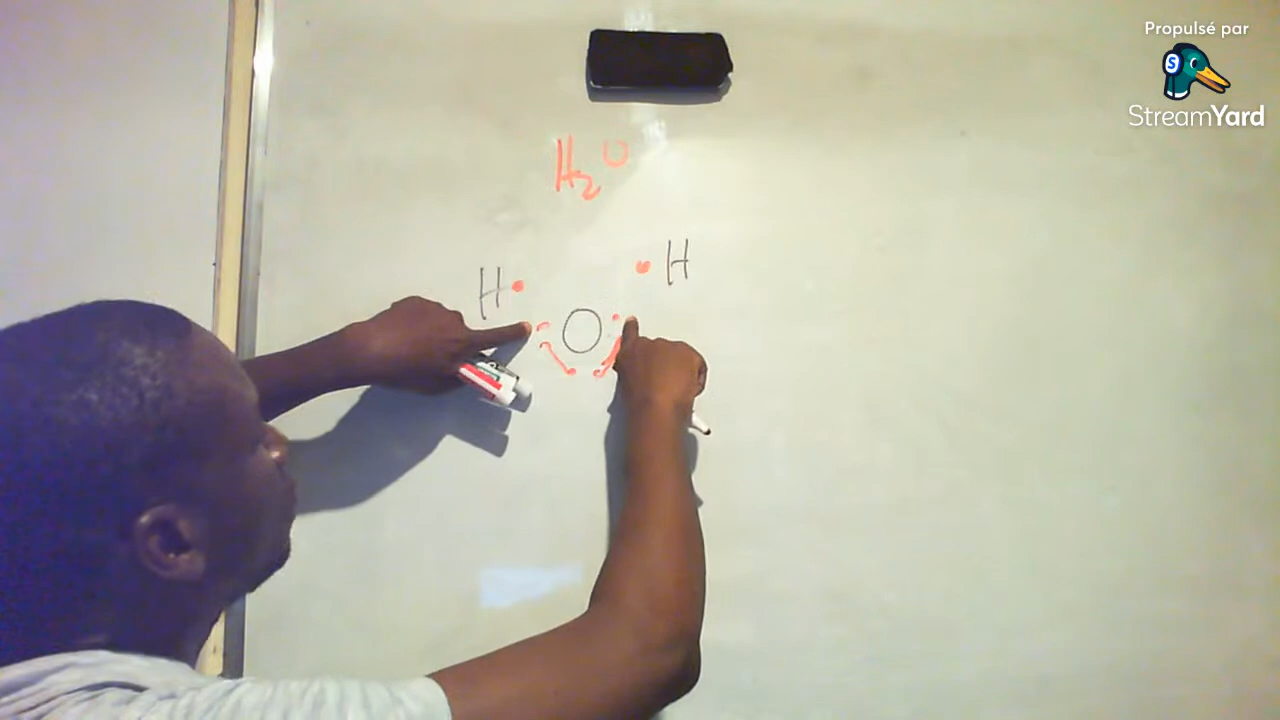 Propulsé par
StreamYard
H₂O
H H
O